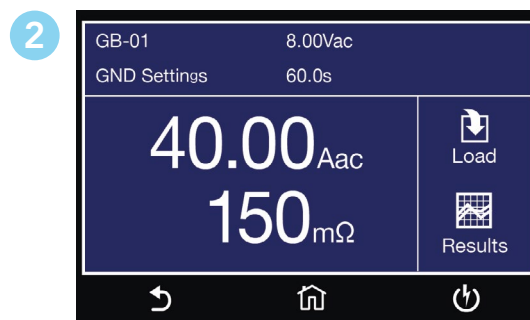 2
GB-01 8.00Vac
GND Settings 60.0s
40.00Aac
150mΩ
Load
Results